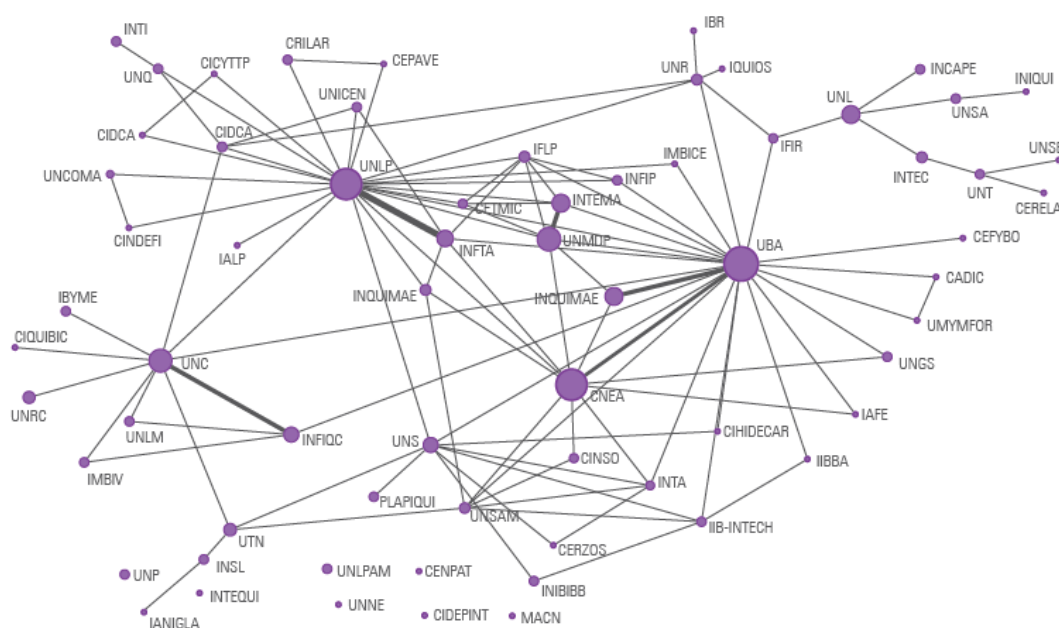 IBR
INTI
CRILAR
CICYTTP
CEPAVE
UNR
IQUIOS
INCAPE
UNQ
UNICEN
UNL
INIQUI
UNSA
CIDCA
CIDCA
IFLP
IMBICE
IFIR
UNSE
UNLP
INFIP
UNCOMA
INTEC
UNT
CETMIC
INTEMA
CERELA
CINDEFI
UNMDP
UBA
CEFYBO
IALP
INFTA
CADIC
IBYME
INQUIMAE
INQUIMAE
CIQUIBIC
UMYMFOR
UNC
UNGS
CNEA
UNRC
IAFE
UNLM
INFIQC
UNS
CIHIDECAR
CINSO
IIBBA
IMBIV
INTA
PLAPIQUI
UNSAM
IIB-INTECH
UTN
CERZOS
INSL
UNLPAM
CENPAT
UNP
INIBIBB
INTEQUI
UNNE
CIDEPINT
MACN
IANIGLA